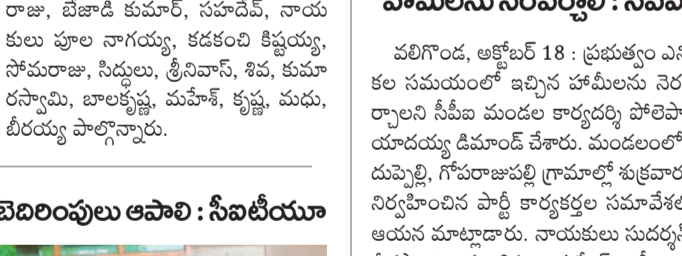 రాజు, బేజాడి కుమార్, సహదేవ్, నాయ
కులు పూల నాగయ్య, కడకంచి కిష్టయ్య,
సోమరాజు, సిద్ధులు, శ్రీనివాస్, శివ, కుమా
రస్వామి, బాలకృష్ణ, మహేశ్, కృష్ణ, మధు,
బీరయ్య పాల్గొన్నారు.
బెదిరింపులు ఆపాలి : సీఐటీయూ
హామీలను నెరవేర్చాలి : సీపీఐ
వలిగొండ, అక్టోబర్ 18 : ప్రభుత్వం ఎన్ని
కల సమయంలో ఇచ్చిన హామీలను నెర
ర్చాలని సీపీఐ మండల కార్యదర్శి పోలెపా
యాదయ్య డిమాండ్ చేశారు. మండలంలో
దుప్పెల్లి, గోపరాజుపల్లి గ్రామాల్లో శుక్రవార
నిర్వహించిన పార్టీ కార్యకర్తల సమావేశ
ఆయన మాట్లాడారు. నాయకులు సుదర్శ